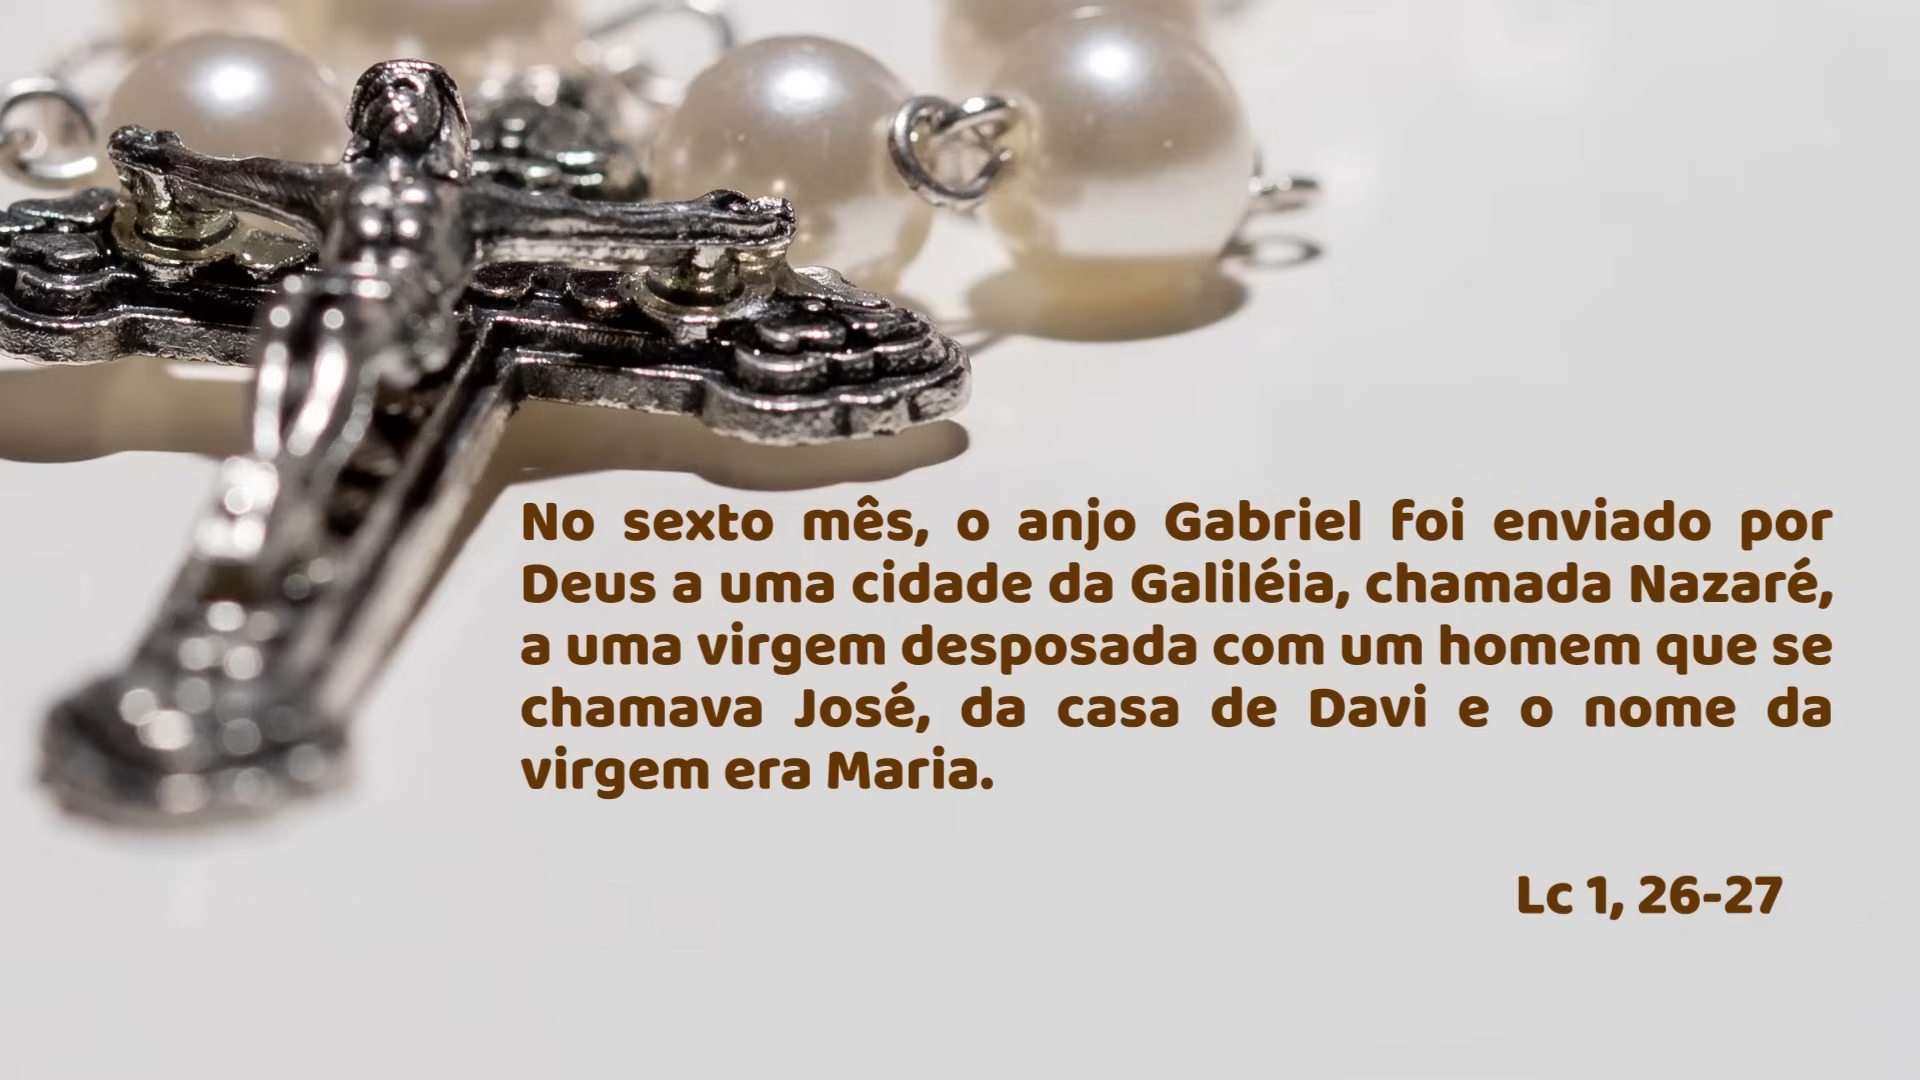 No sexto mês, o anjo Gabriel foi enviado por
Deus a uma cidade da Galiléia, chamada Nazaré,
a uma virgem desposada com um homem que se
chamava José, da casa de Davi e o nome da
virgem era Maria.
Lc 1, 26-27